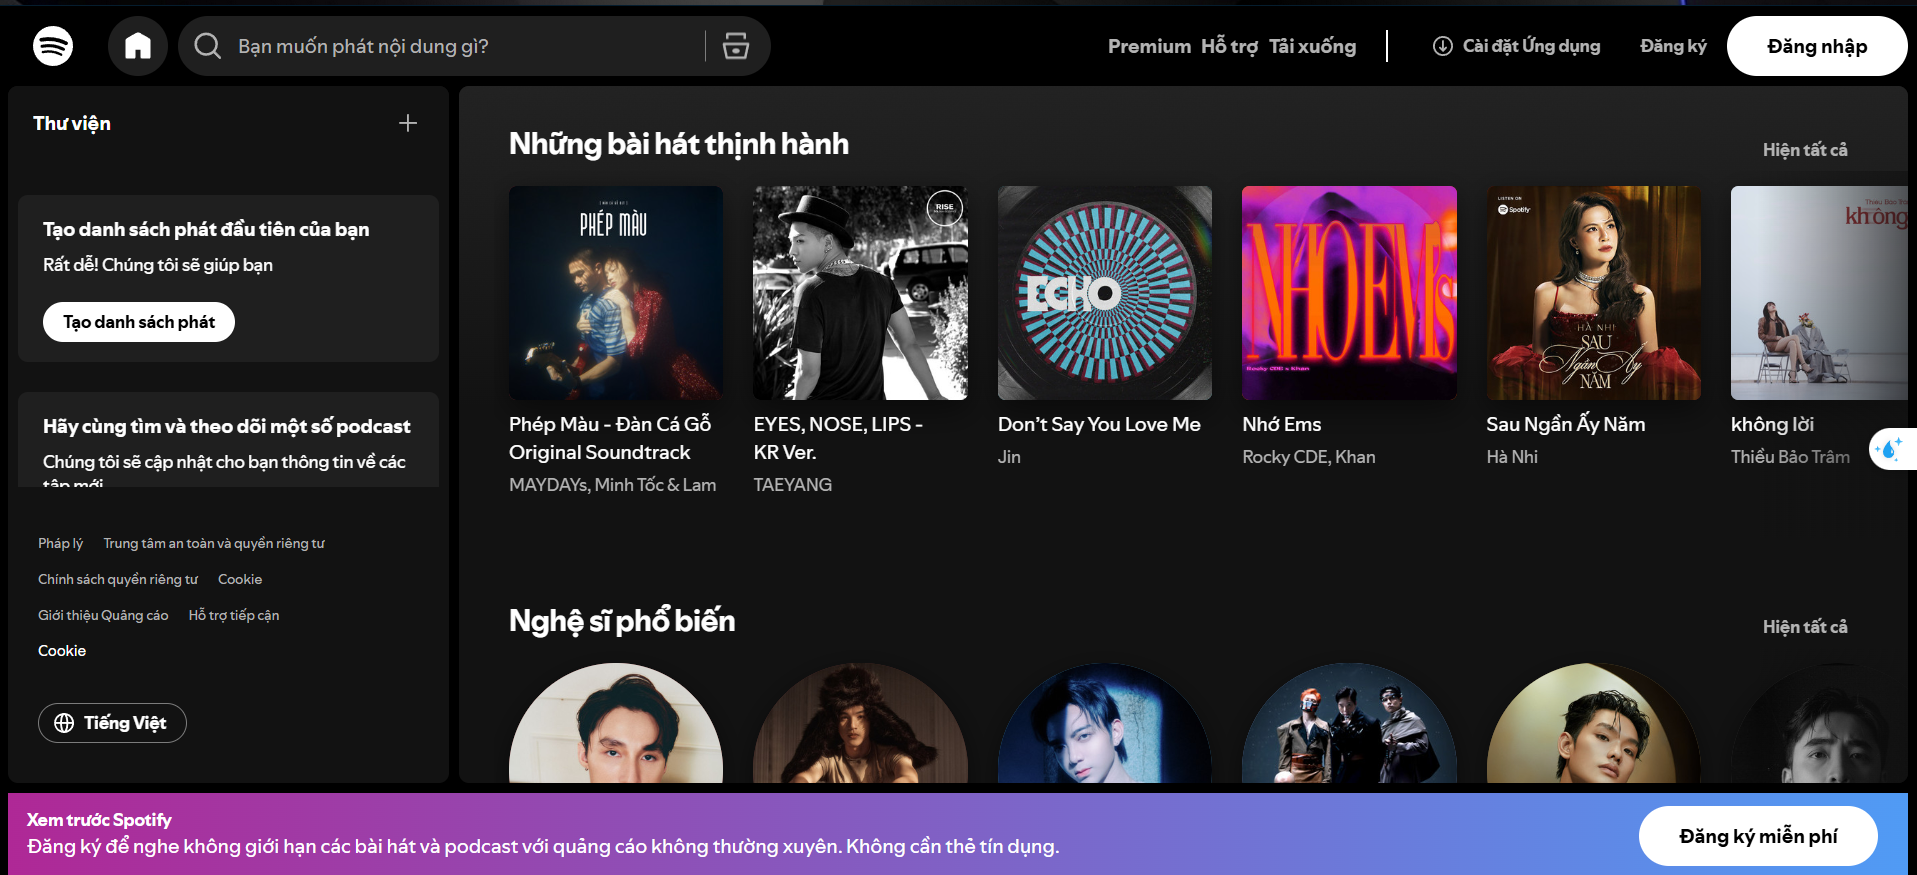 Bạn muốn phát nội dung gì?
Premium Hỗ trợ Tải xuống
Cài đặt Ứng dụng
Đăng ký
Đăng nhập
Thư viện
Tạo danh sách phát đầu tiên của bạn
Rất dễ! Chúng tôi sẽ giúp bạn
Tạo danh sách phát
Hãy cùng tìm và theo dõi một số podcast
Chúng tôi sẽ cập nhật cho bạn thông tin về các
tập mới
Pháp lý Trung tâm an toàn và quyền riêng tư
Chính sách quyền riêng tư Cookie
Giới thiệu Quảng cáo Hỗ trợ tiếp cận
Cookie
Tiếng Việt
Những bài hát thịnh hành
Hiện tất cả
PHÉP MÀU
RISE
ECHO
NHOEM's
Rocky CDE x Khan
LISTEN ON
Spotify
HÀ NHI
SAU
Ngàn Ấy
NĂM
Thieu Bao Tra
không
Phép Màu - Đàn Cá Gỗ
Original Soundtrack
MAYDAYs, Minh Tốc & Lam
EYES, NOSE, LIPS -
KR Ver.
TAEYANG
Don’t Say You Love Me
Jin
Nhớ Ems
Rocky CDE, Khan
Sau Ngần Ấy Năm
Hà Nhi
không lời
Thiều Bảo Trâm
Nghệ sĩ phổ biến
Hiện tất cả
Xem trước Spotify
Đăng ký để nghe không giới hạn các bài hát và podcast với quảng cáo không thường xuyên. Không cần thẻ tín dụng.
Đăng ký miễn phí